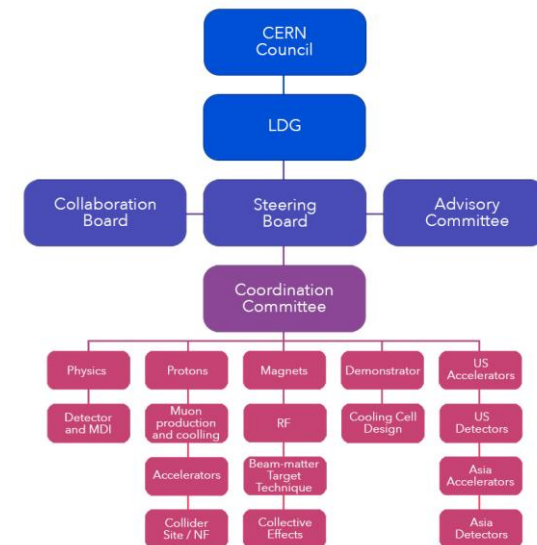 CERN
Council
LDG
Collaboration
Board
Steering
Board
Advisory
Committee
Coordination
Committee
Physics
Protons
Magnets
Demonstrator
US
Accelerators
Detector
and MDI
Muon
production
and coolling
RF
Cooling Cell
Design
US
Detectors
Accelerators
Beam-matter
Target
Technique
Asia
Accelerators
Collider
Site / NF
Collective
Effects
Asia
Detectors